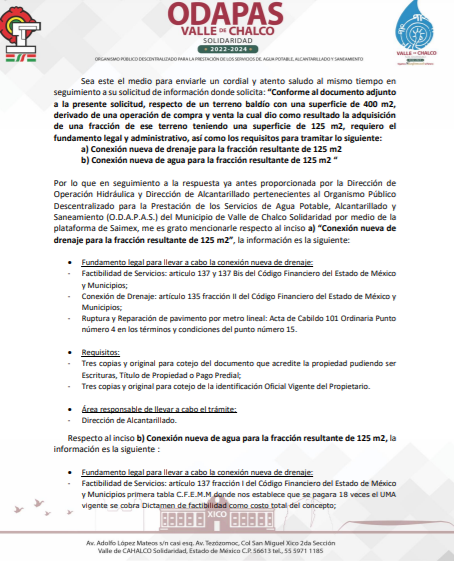 ODAPAS
VALLE DE CHALCO
SOLIDARIDAD
• 2022-2024 •
VALLE DE CHALCO
ORGANISMO PÚBLICO DESCENTRALIZADO PARA LA PRESTACIÓN DE LOS SERVICIOS DE, AGUA POTABLE, ALCANTARILLADO Y SANEAMIENTO
Sea este el medio para enviarle un cordial y atento saludo al mismo tiempo en
seguimiento a su solicitud de información donde solicita: "Conforme al documento adjunto
a la presente solicitud, respecto de un terreno baldío con una superficie de 400 m2,
derivado de una operación de compra y venta la cual dio como resultado la adquisición
de una fracción de ese terreno teniendo una superficie de 125 m2, requiero el
fundamento legal y administrativo, así como los requisitos para tramitar lo siguiente:
a) Conexión nueva de drenaje para la fracción resultante de 125 m2
b) Conexión nueva de agua para la fracción resultante de 125 m2 "
Por lo que en seguimiento a la respuesta ya antes proporcionada por la Dirección de
Operación Hidráulica y Dirección de Alcantarillado pertenecientes al Organismo Público
Descentralizado para la Prestación de los Servicios de Agua Potable, Alcantarillado y
Saneamiento (O.D.A.P.A.S.) del Municipio de Valle de Chalco Solidaridad por medio de la
plataforma de Saimex, me es grato mencionarle respecto al inciso a) "Conexión nueva de
drenaje para la fracción resultante de 125 m2", la información es la siguiente:
• Fundamento legal para llevar a cabo la conexión nueva de drenaje:
- Factibilidad de Servicios: artículo 137 y 137 Bis del Código Financiero del Estado de México
y Municipios;
- Conexión de Drenaje: artículo 135 fracción II del Código Financiero del Estado de México y
Municipios;
- Ruptura y Reparación de pavimento por metro lineal: Acta de Cabildo 101 Ordinaria Punto
número 4 en los términos y condiciones del punto número 15.
• Requisitos:
- Tres copias y original para cotejo del documento que acredite la propiedad pudiendo ser
Escrituras, Título de Propiedad o Pago Predial;
- Tres copias y original para cotejo de la identificación Oficial Vigente del Propietario.
• Área responsable de llevar a cabo el trámite:
- Dirección de Alcantarillado.
Respecto al inciso b) Conexión nueva de agua para la fracción resultante de 125 m2, la
información es la siguiente :
• Fundamento legal para llevar a cabo la conexión nueva de drenaje:
- Factibilidad de Servicios: artículo 137 fracción I del Código Financiero del Estado de México
y Municipios primera tabla C.F.E.M.M donde nos establece que se pagara 18 veces el UMA
vigente se cobra Dictamen de factibilidad como costo total del concepto;
XICO
Av. Adolfo López Mateos s/n casi esq. Av. Tezózomoc, Col San Miguel Xico 2da Sección
Valle de CAHALCO Solidaridad, Estado de México C.P. 56613 tel., 55 5971 1185